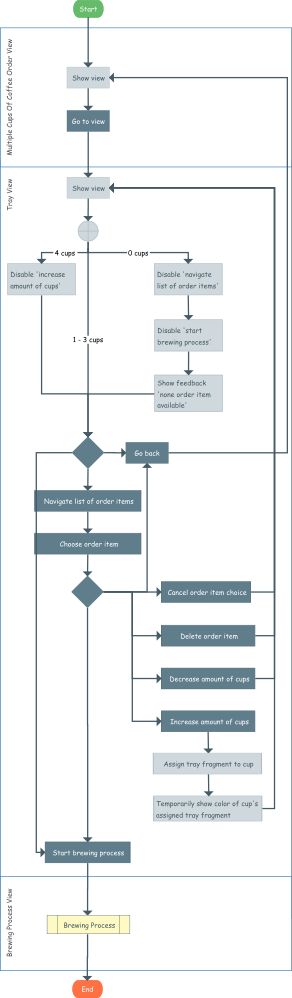 Start
Multiple Cups Of Coffee Order View
Show view
Go to view
Tray View
Show view
4 cups
0 cups
Disable 'increase
amount of cups'
Disable 'navigate
list of order items'
Disable 'start
brewing process'
1 - 3 cups
Show feedback
'none order item
available'
Go back
Navigate list of order items
Choose order item
Cancel order item choice
Delete order item
Decrease amount of cups
Increase amount of cups
Assign tray fragment to cup
Temporarily show color of cup's
assigned tray fragment
Start brewing process
Brewing Process View
Brewing Process
End